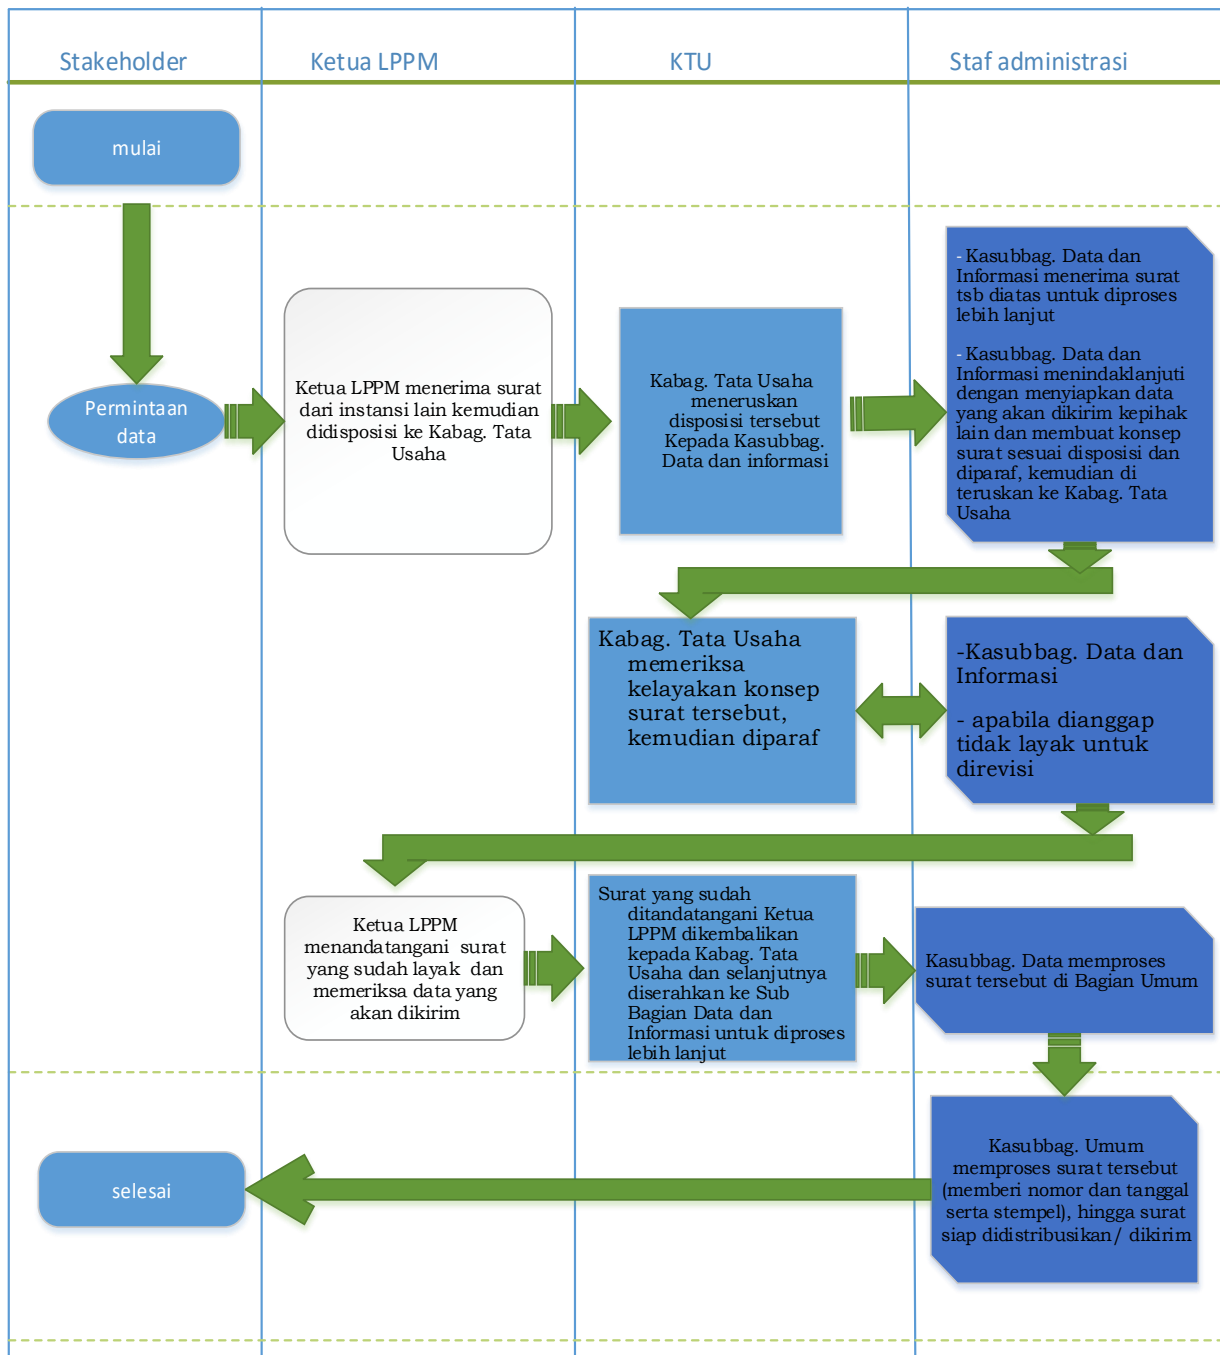 Stakeholder
Ketua LPPM
KTU
Staf administrasi
mulai
Permintaan
data
Ketua LPPM menerima surat
dari instansi lain kemudian
didisposisi ke Kabag. Tata
Usaha
Kabag. Tata Usaha
meneruskan
disposisi tersebut
Kepada Kasubbag.
Data dan informasi
- Kasubbag. Data dan
Informasi menerima surat
tsb diatas untuk diproses
lebih lanjut
- Kasubbag. Data dan
Informasi menindaklanjuti
dengan menyiapkan data
yang akan dikirim kepihak
lain dan membuat konsep
surat sesuai disposisi dan
diparaf, kemudian di
teruskan ke Kabag. Tata
Usaha
Kabag. Tata Usaha
memeriksa
kelayakan konsep
surat tersebut,
kemudian diparaf
-Kasubbag. Data dan
Informasi
- apabila dianggap
tidak layak untuk
direvisi
Ketua LPPM
menandatangani surat
yang sudah layak dan
memeriksa data yang
akan dikirim
Surat yang sudah
ditandatangani Ketua
LPPM dikembalikan
kepada Kabag. Tata
Usaha dan selanjutnya
diserahkan ke Sub
Bagian Data dan
Informasi untuk diproses
lebih lanjut
Kasubbag. Data memproses
surat tersebut di Bagian Umum
Kasubbag. Umum
memproses surat tersebut
(memberi nomor dan tanggal
serta stempel), hingga surat
siap didistribusikan/ dikirim
selesai